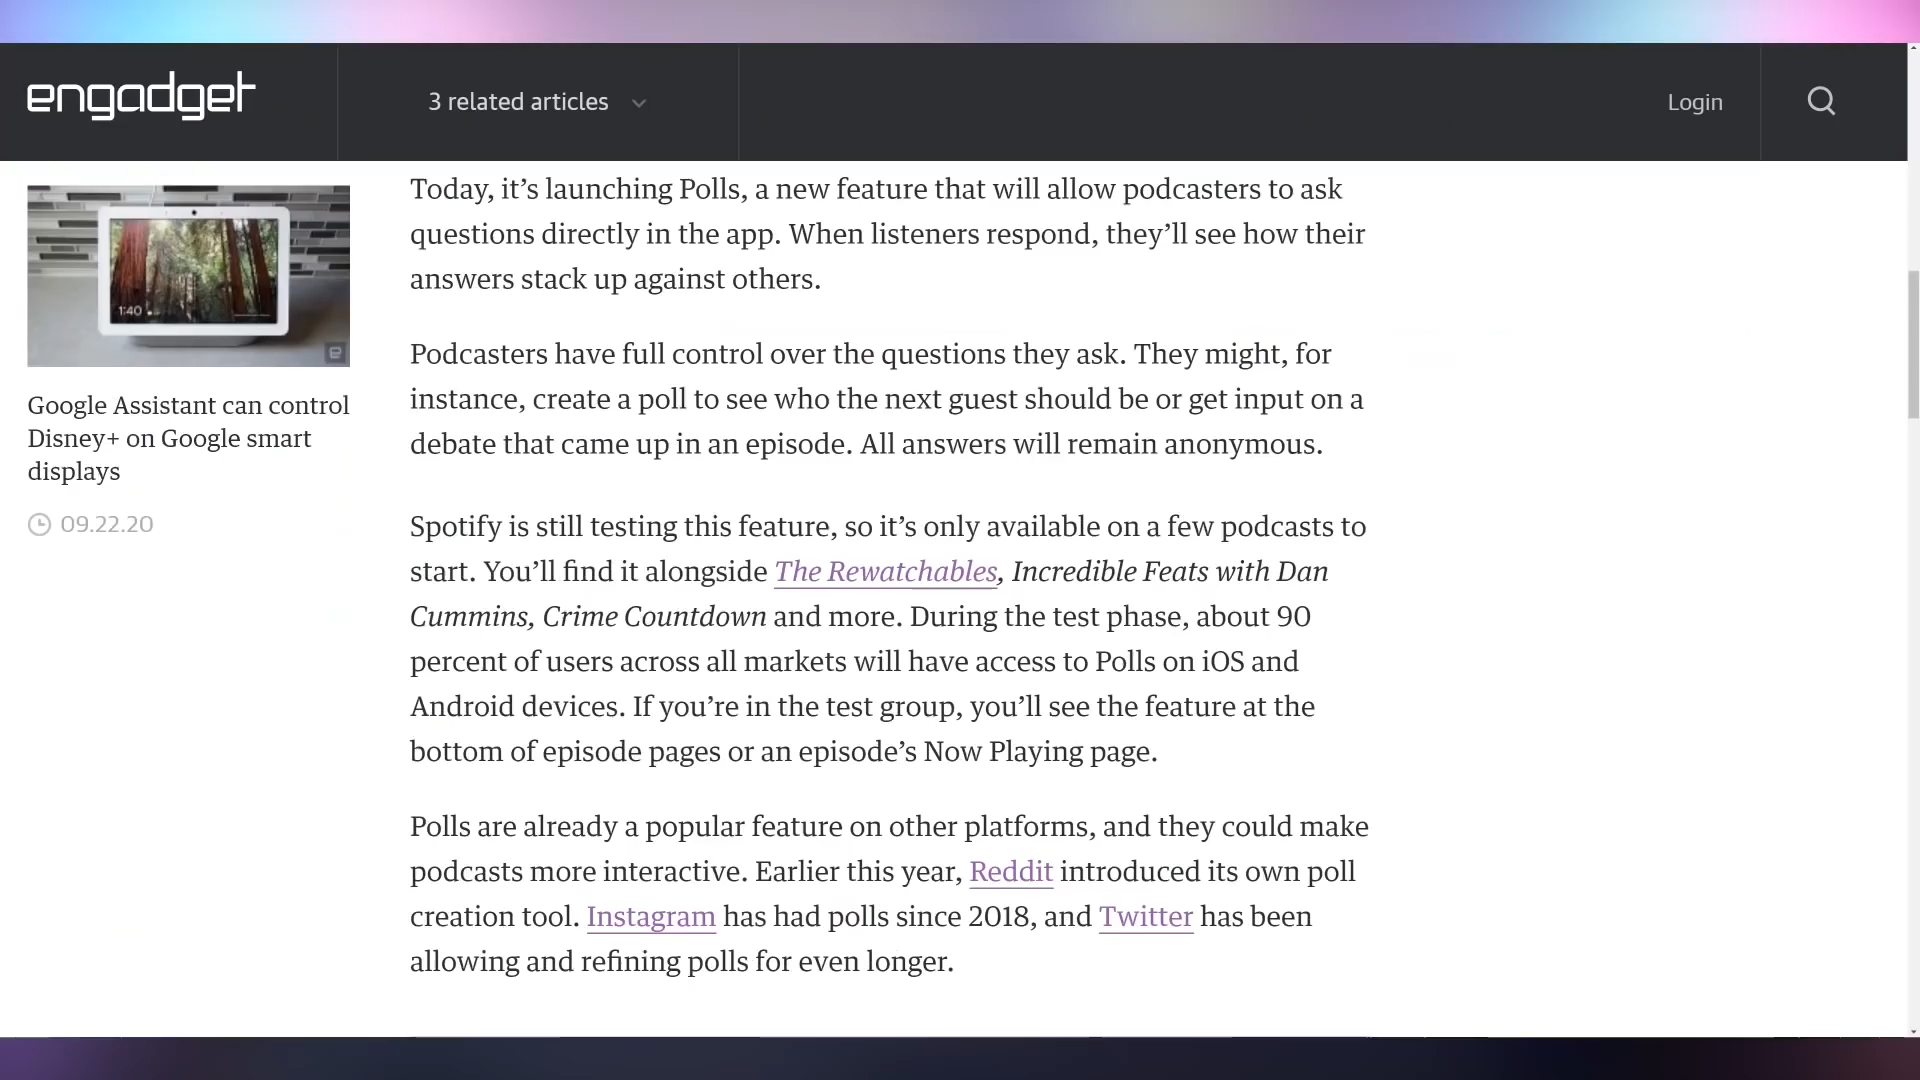 engadget
3 related articles
Login
1:40
Google Assistant can control
Disney+ on Google smart
displays
09.22.20
Today, it’s launching Polls, a new feature that will allow podcasters to ask
questions directly in the app. When listeners respond, they’ll see how their
answers stack up against others.
Podcasters have full control over the questions they ask. They might, for
instance, create a poll to see who the next guest should be or get input on a
debate that came up in an episode. All answers will remain anonymous.
Spotify is still testing this feature, so it’s only available on a few podcasts to
start. You’ll find it alongside The Rewatchables, Incredible Feats with Dan
Cummins, Crime Countdown and more. During the test phase, about 90
percent of users across all markets will have access to Polls on iOS and
Android devices. If you’re in the test group, you’ll see the feature at the
bottom of episode pages or an episode’s Now Playing page.
Polls are already a popular feature on other platforms, and they could make
podcasts more interactive. Earlier this year, Reddit introduced its own poll
creation tool. Instagram has had polls since 2018, and Twitter has been
allowing and refining polls for even longer.